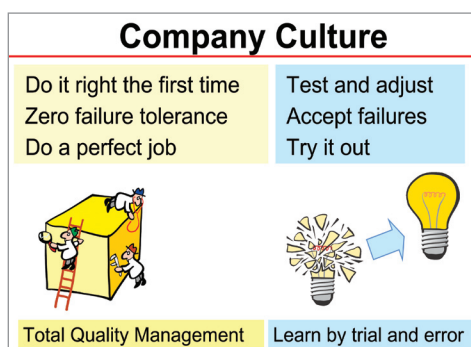 Company Culture
Do it right the first time
Zero failure tolerance
Do a perfect job
Test and adjust
Accept failures
Try it out
Total Quality Management
Learn by trial and error